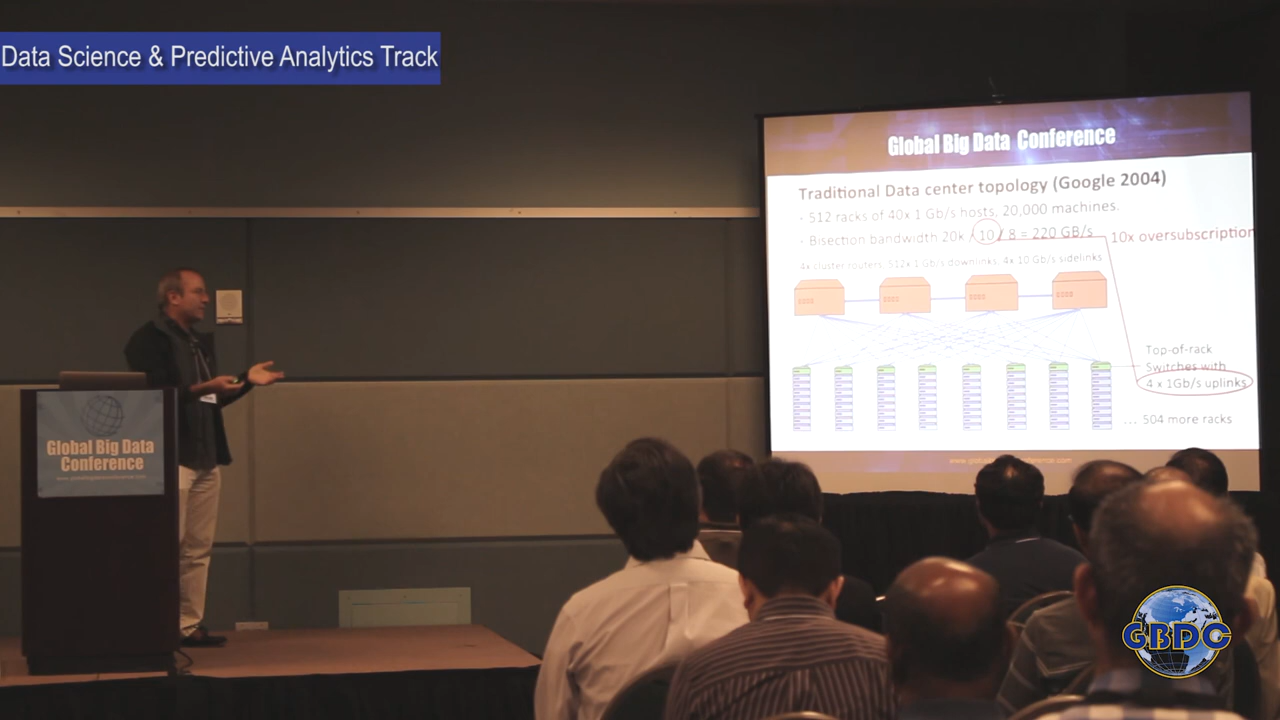 Data Science & Predictive Analytics Track
Global Big Data Conference
Traditional Data center topology (Google 2004)
• 512 racks of 40x 1 Gb/s hosts, 20,000 machines.
• Bisection bandwidth 20k / 10 / 8 = 220 GB/s
10x oversubscription
4x cluster routers, 512x 1 Gb/s downlinks, 4x 10 Gb/s sidelinks
Top-of-rack
Switches with
4 x 1Gb/s uplinks
... 504 more racks
Global Big Data
Conference
GBDC